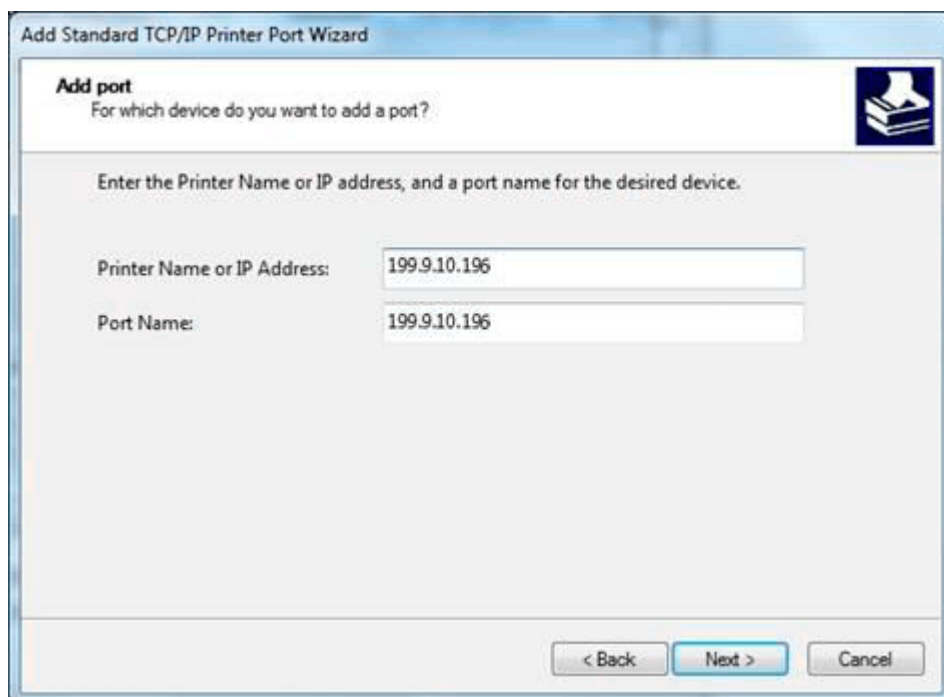 Add Standard TCP/IP Printer Port Wizard
Add port
For which device do you want to add a port?
Enter the Printer Name or IP address, and a port name for the desired device.
Printer Name or IP Address: 199.9.10.196
Port Name: 199.9.10.196
< Back Next > Cancel